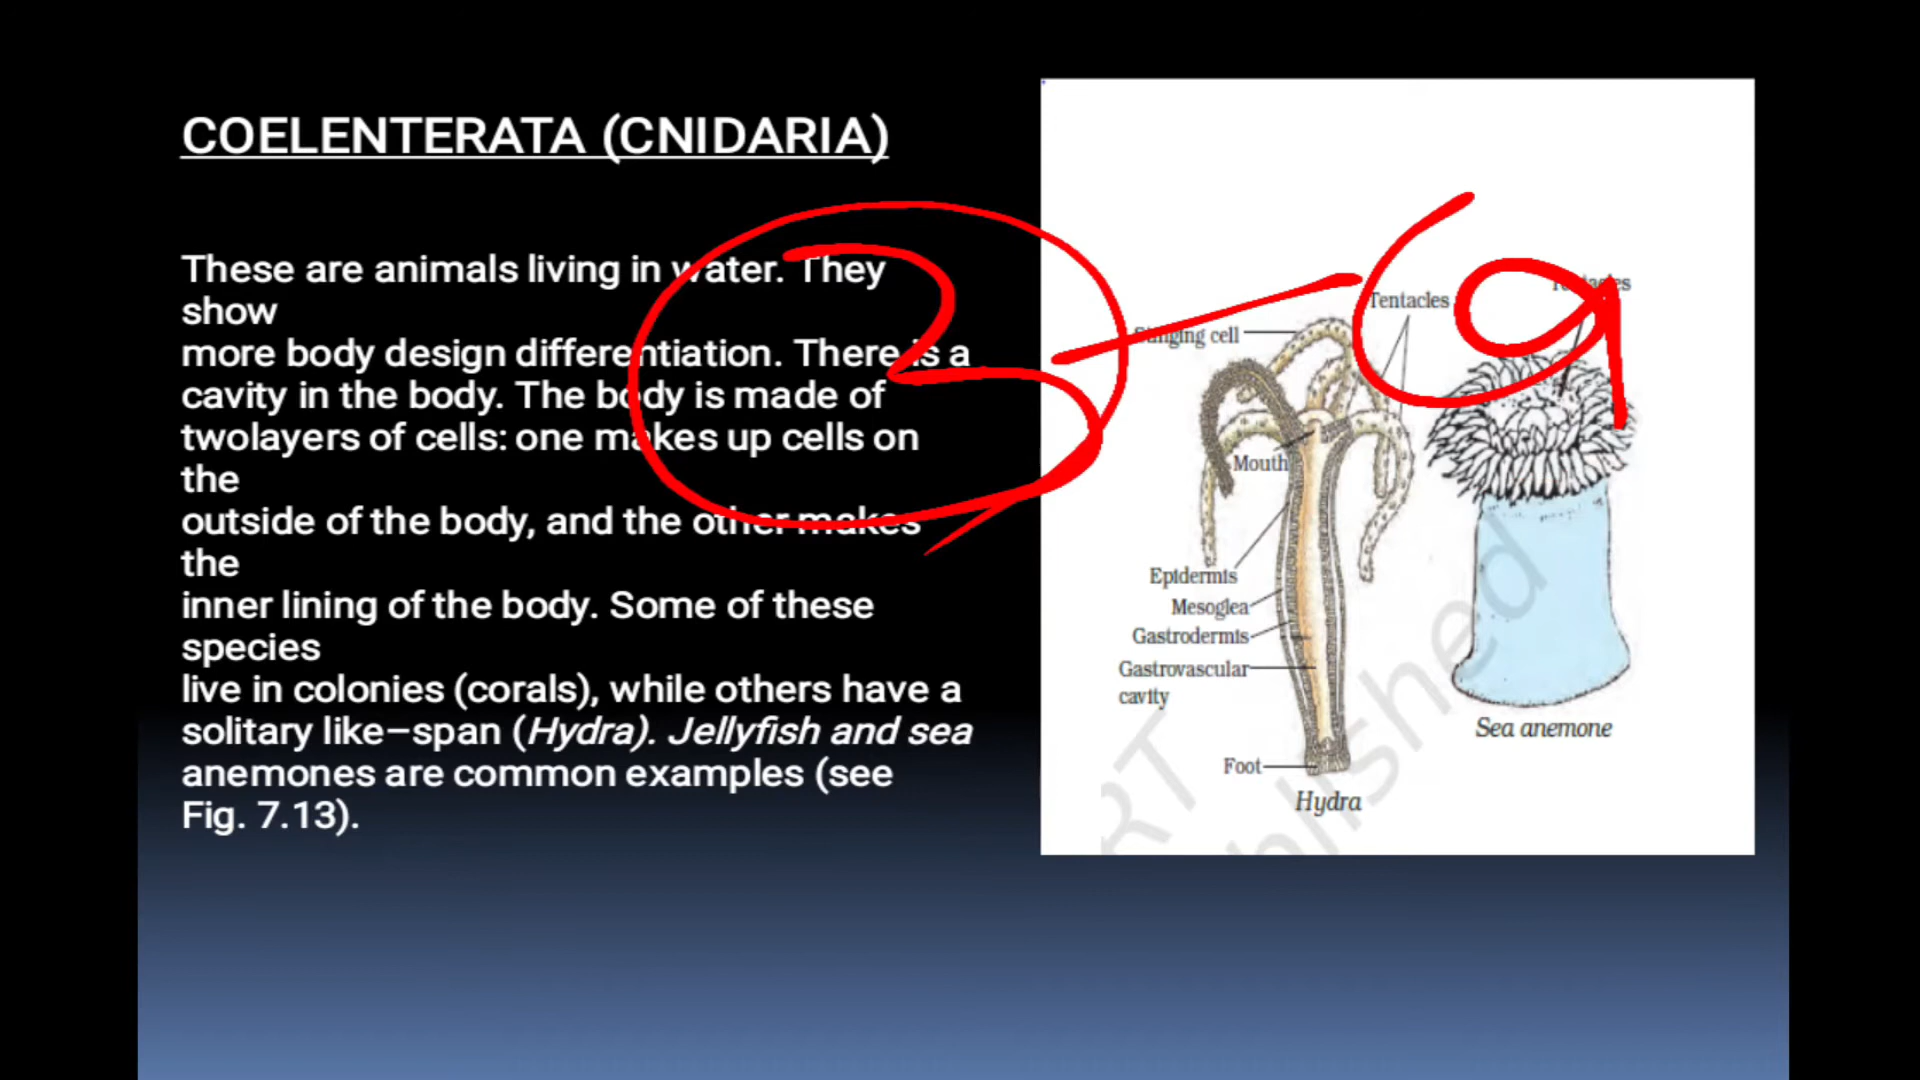 COELENTERATA (CNIDARIA)
These are animals living in water. They
show
more body design differentiation. There is a
cavity in the body. The body is made of
twolayers of cells: one makes up cells on
the
outside of the body, and the other makes
the
inner lining of the body. Some of these
species
live in colonies (corals), while others have a
solitary like–span (Hydra). Jellyfish and sea
anemones are common examples (see
Fig. 7.13).
Tentacles
Tentacles
Stinging cell
Mouth
Epidermis
Mesoglea
Gastrodermis
Gastrovascular
cavity
Foot
Hydra
Sea anemone
3